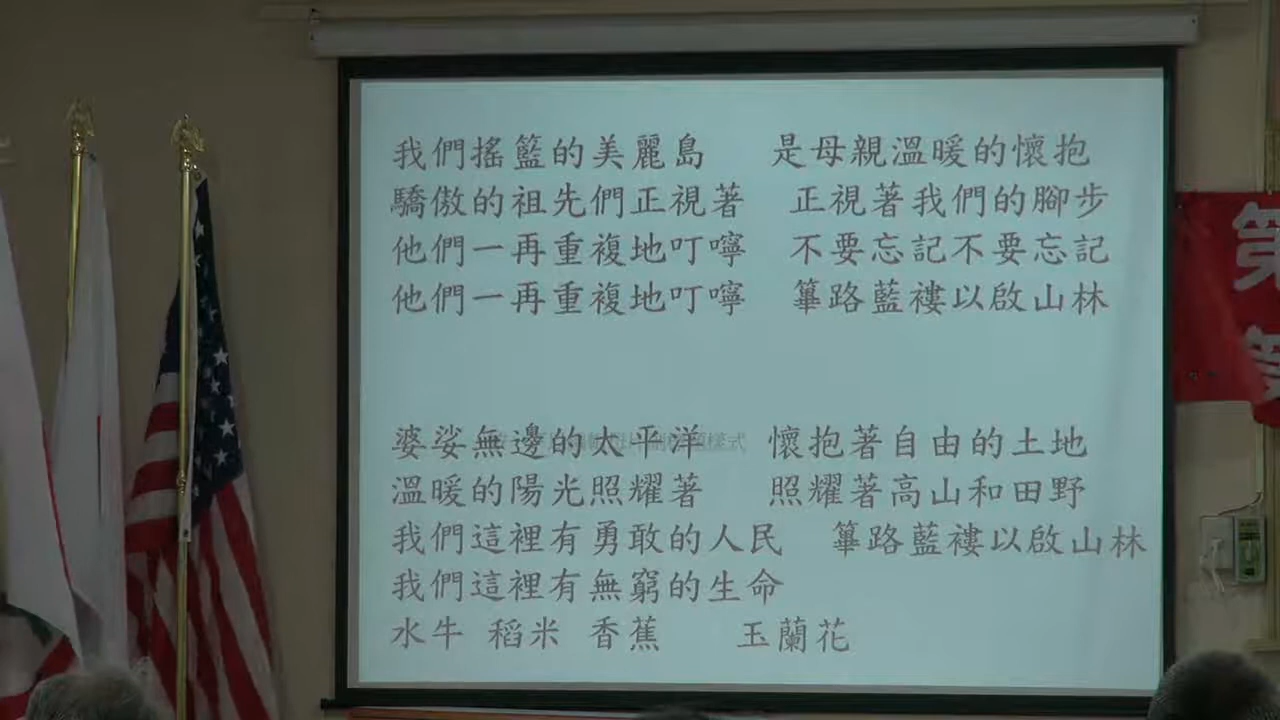 我們搖籃的美麗島　是母親溫暖的懷抱
驕傲的祖先們正視著　正視著我們的腳步
他們一再重複地叮嚀　不要忘記不要忘記
他們一再重複地叮嚀　篳路藍褸以啟山林
婆娑無邊的太平洋　懷抱著自由的土地
溫暖的陽光照耀著　照耀著高山和田野
我們這裡有勇敢的人民　篳路藍褸以啟山林
我們這裡有無窮的生命
水牛 稻米 香蕉　玉蘭花
第